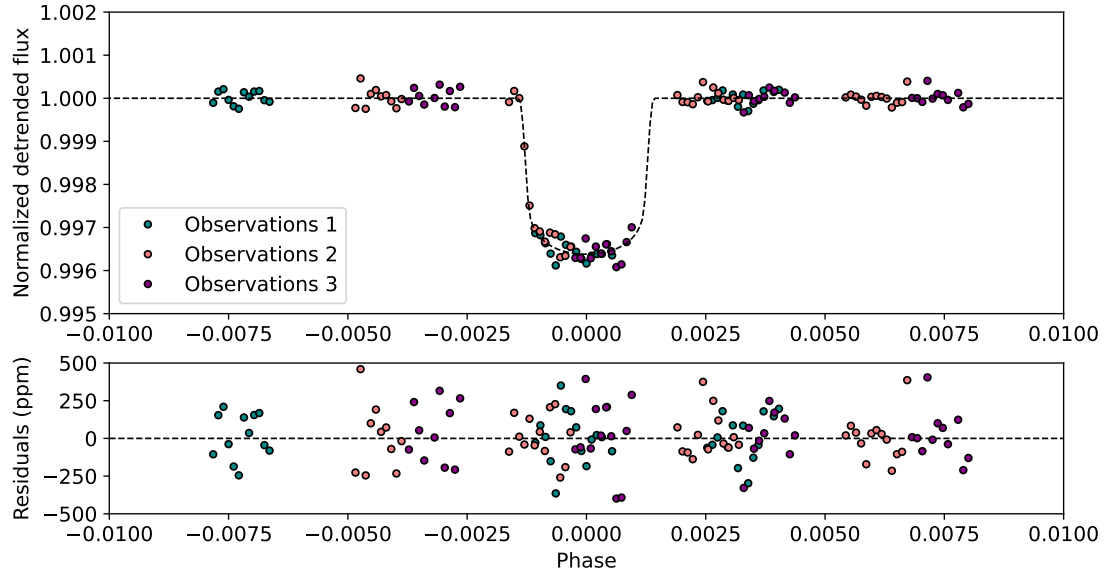 1.002
1.001
1.000
0.999
0.998
0.997
0.996
0.995
Normalized detrended flux
Observations 1
Observations 2
Observations 3
−0.0100 −0.0075 −0.0050 −0.0025 0.0000 0.0025 0.0050 0.0075 0.0100
500
250
0
−250
−500
Residuals (ppm)
−0.0100 −0.0075 −0.0050 −0.0025 0.0000 0.0025 0.0050 0.0075 0.0100
Phase